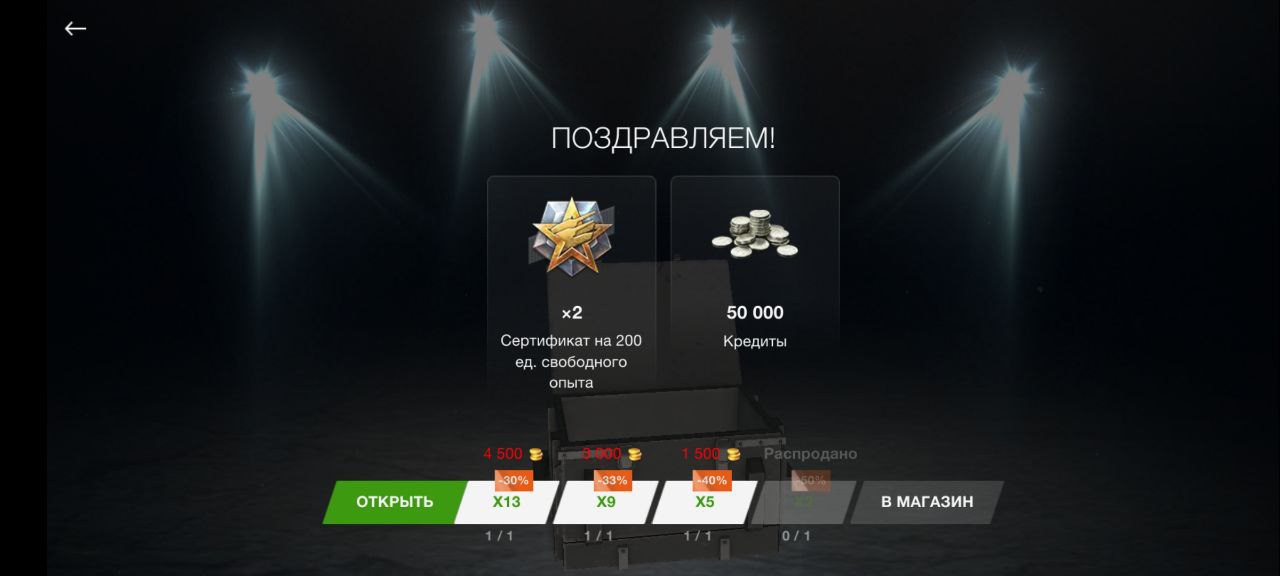 ПОЗДРАВЛЯЕМ!
×2
Сертификат на 200
ед. свободного
опыта
50 000
Кредиты
4 500
3 000
1 500
Распродано
-30%
-33%
-40%
ОТКРЫТЬ
X13
X9
X5
В МАГАЗИН
1 / 1
1 / 1
1 / 1
0 / 1